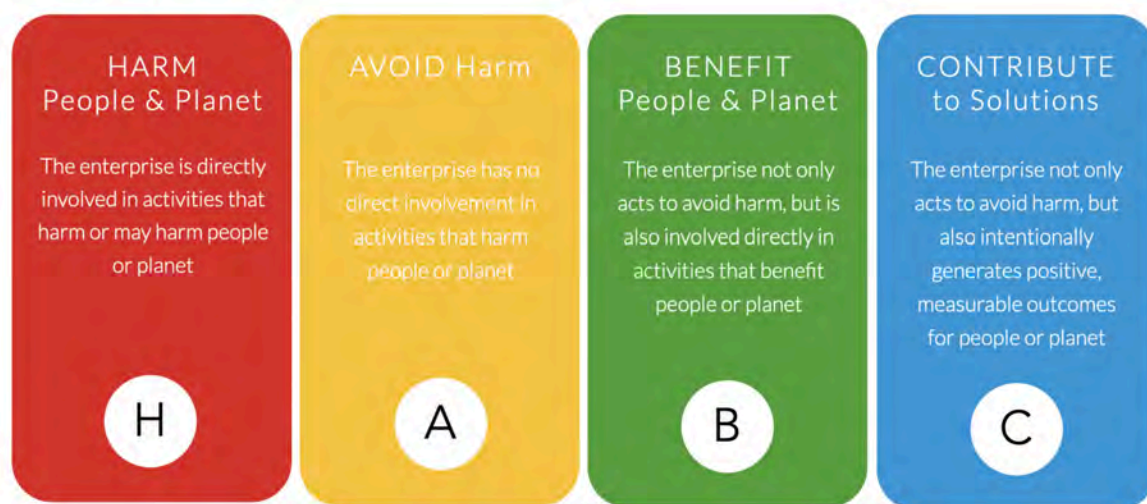 HARM
People & Planet
The enterprise is directly
involved in activities that
harm or may harm people
or planet
H
AVOID Harm
The enterprise has no
direct involvement in
activities that harm
people or planet
A
BENEFIT
People & Planet
The enterprise not only
acts to avoid harm, but is
also involved directly in
activities that benefit
people or planet
B
CONTRIBUTE
to Solutions
The enterprise not only
acts to avoid harm, but
also intentionally
generates positive,
measurable outcomes
for people or planet
C